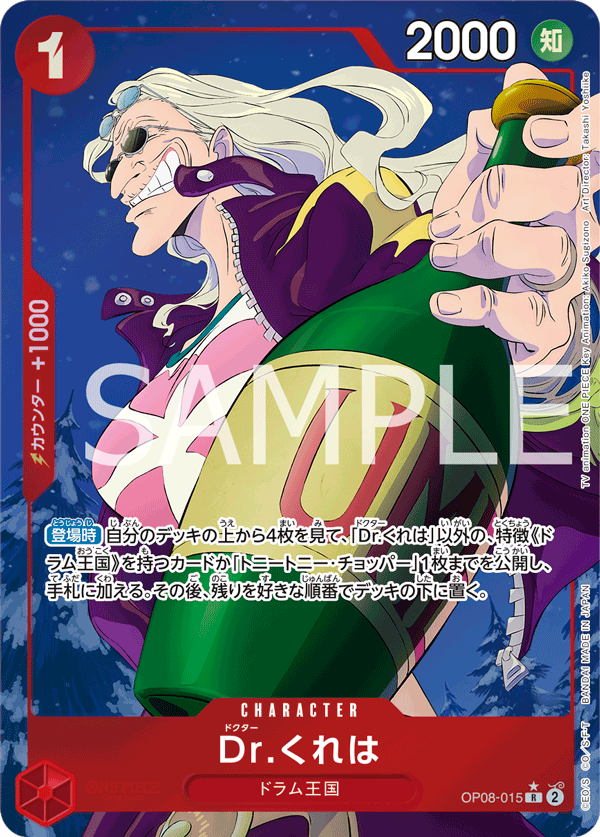 1
2000 知
カウンター +1000
TV animation ONE PIECE Key Animation: Akiko Sugizono Art Director: Takashi Yoshiike
SAMPLE
登場時 自分のデッキの上から4枚を見て、「Dr.くれは」以外の、特徴《ド
ラム王国》を持つカードか「トニートニー・チョッパー」1枚までを公開し、
手札に加える。その後、残りを好きな順番でデッキの下に置く。
©E.O/S. CO/S・F・T BANDAI MADE IN JAPAN
CHARACTER
ドクター
Dr.くれは
ドラム王国
OP08-015 R 2